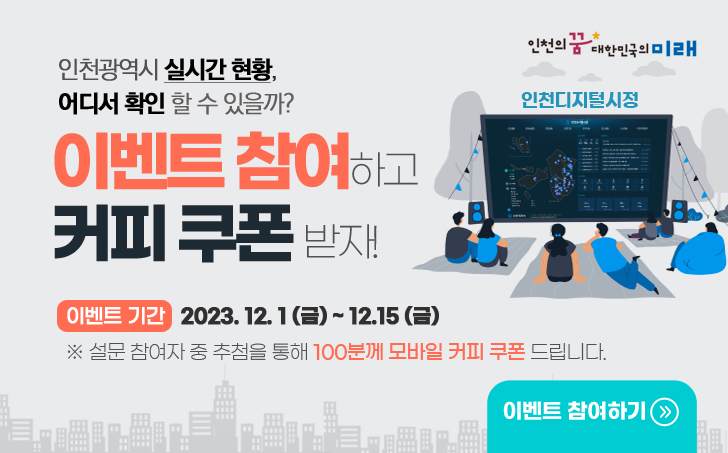 인천의 꿈 대한민국의 미래
인천광역시 실시간 현황,
어디서 확인 할 수 있을까?
인천디지털시정
이벤트 참여하고
커피 쿠폰 받자!
이벤트 기간 2023. 12. 1 (금) ~ 12.15 (금)
※ 설문 참여자 중 추첨을 통해 100분께 모바일 커피 쿠폰 드립니다.
이벤트 참여하기